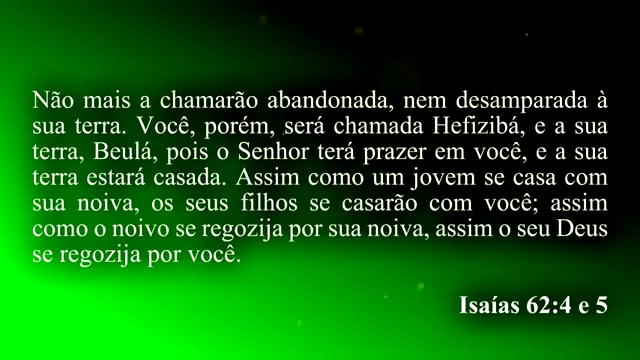 Não mais a chamarão abandonada, nem desamparada à
sua terra. Você, porém, será chamada Hefizibá, e a sua
terra, Beulá, pois o Senhor terá prazer em você, e a sua
terra estará casada. Assim como um jovem se casa com
sua noiva, os seus filhos se casarão com você; assim
como o noivo se regozija por sua noiva, assim o seu Deus
se regozija por você.
Isaías 62:4 e 5